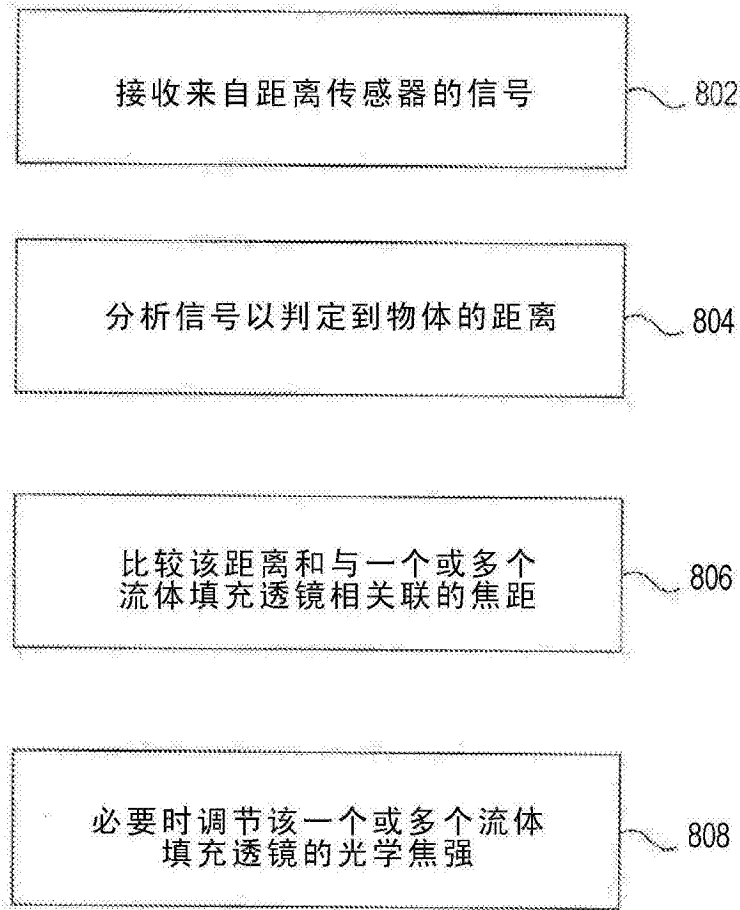 接收来自距离传感器的信号
802
分析信号以判定到物体的距离
804
比较该距离和与一个或多个
流体填充透镜相关联的焦距
806
必要时调节该一个或多个流体
填充透镜的光学焦强
808